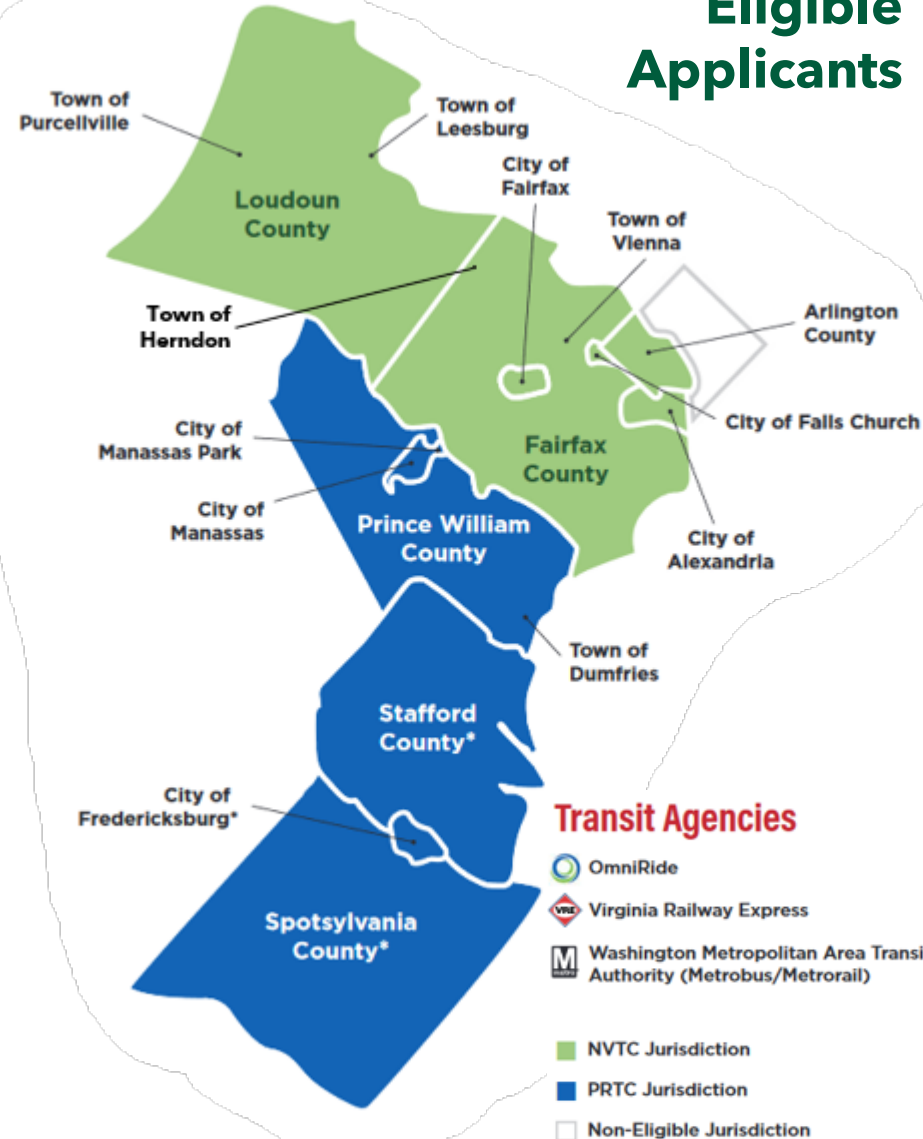 Eligible
Applicants
Town of
Purcellville
Town of
Leesburg
City of
Fairfax
Loudoun
County
Town of
Vienna
Town of
Herndon
Arlington
County
City of Falls Church
City of
Manassas Park
Fairfax
County
City of
Manassas
Prince William
County
City of
Alexandria
Town of
Dumfries
Stafford
County*
City of
Fredericksburg*
Spotsylvania
County*
Transit Agencies
OmniRide
VRE
Virginia Railway Express
M
metro
Washington Metropolitan Area Transi
Authority (Metrobus/Metrorail)
NVTC Jurisdiction
PRTC Jurisdiction
Non-Eligible Jurisdiction